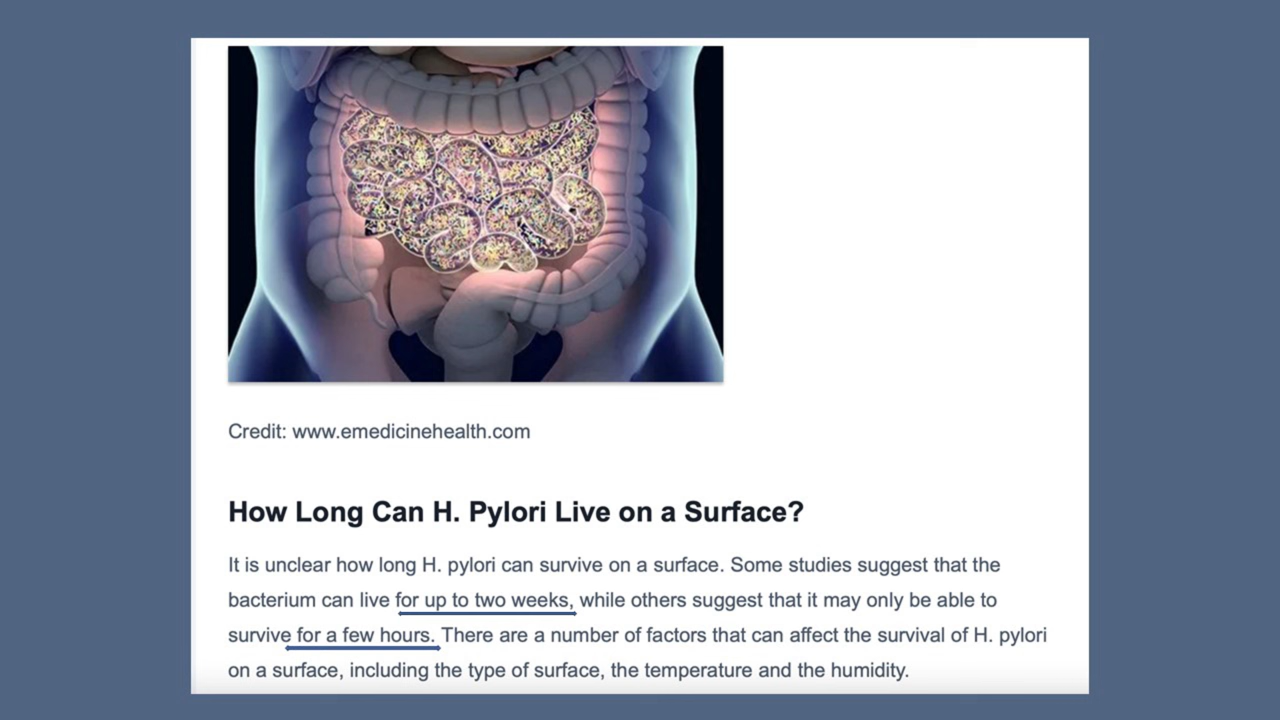 Credit: www.emedicinehealth.com
How Long Can H. Pylori Live on a Surface?
It is unclear how long H. pylori can survive on a surface. Some studies suggest that the
bacterium can live for up to two weeks, while others suggest that it may only be able to
survive for a few hours. There are a number of factors that can affect the survival of H. pylori
on a surface, including the type of surface, the temperature and the humidity.